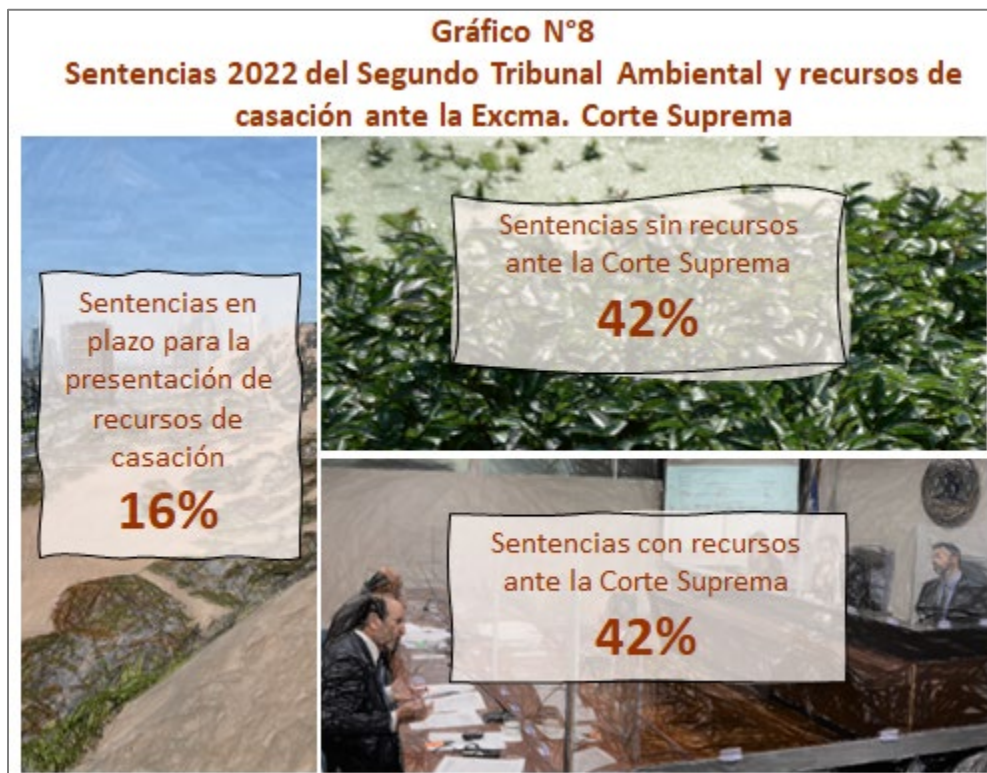 Gráfico N°8
Sentencias 2022 del Segundo Tribunal Ambiental y recursos de
casación ante la Excma. Corte Suprema
Sentencias en
plazo para la
presentación de
recursos de
casación
16%
Sentencias sin recursos
ante la Corte Suprema
42%
Sentencias con recursos
ante la Corte Suprema
42%